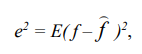 e² = E(f – f̂ )²,